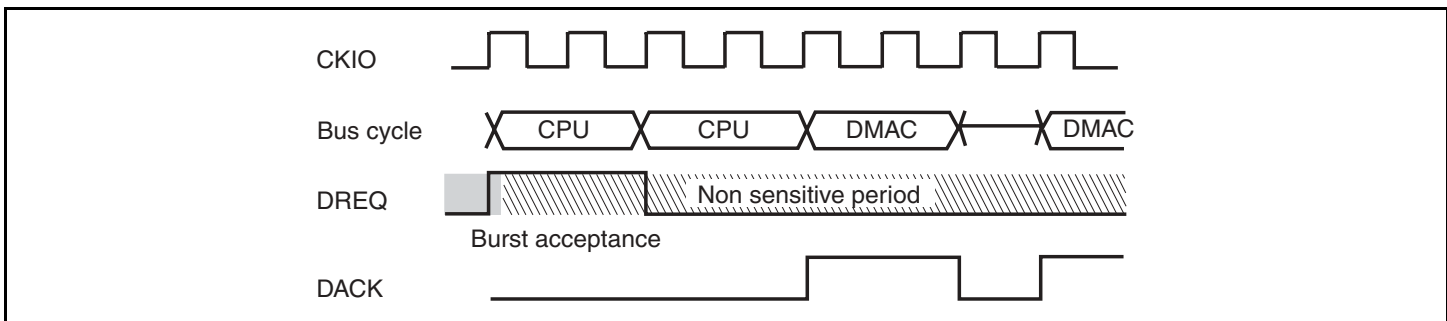 CKIO
Bus cycle CPU CPU DMAC DMAC
DREQ Non sensitive period
Burst acceptance
DACK